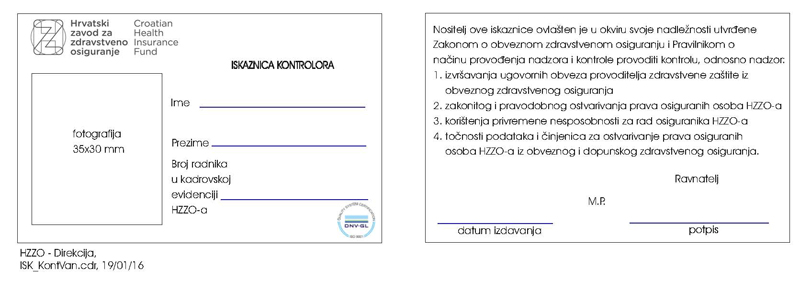 Hrvatski
zavod za
zdravstveno
osiguranje
Croatian
Health
Insurance
Fund
ISKAZNICA KONTROLORA
fotografija
35x30 mm
Ime
Prezime
Broj radnika
u kadrovskoj
evidenciji
HZZO-a
DNV·GL
HZZO - Direkcija,
ISK_KontVan.cdr, 19/01/16
Nositelj ove iskaznice ovlašten je u okviru svoje nadležnosti utvrđene
Zakonom o obveznom zdravstvenom osiguranju i Pravilnikom o
načinu provođenja nadzora i kontrole provoditi kontrolu, odnosno nadzor:
1. izvršavanja ugovornih obveza provoditelja zdravstvene zaštite iz
obveznog zdravstvenog osiguranja
2. zakonitog i pravodobnog ostvarivanja prava osiguranih osoba HZZO-a
3. korištenja privremene nesposobnosti za rad osiguranika HZZO-a
4. točnosti podataka i činjenica za ostvarivanje prava osiguranih
osoba HZZO-a iz obveznog i dopunskog zdravstvenog osiguranja.
Ravnatelj
M.P.
datum izdavanja
potpis